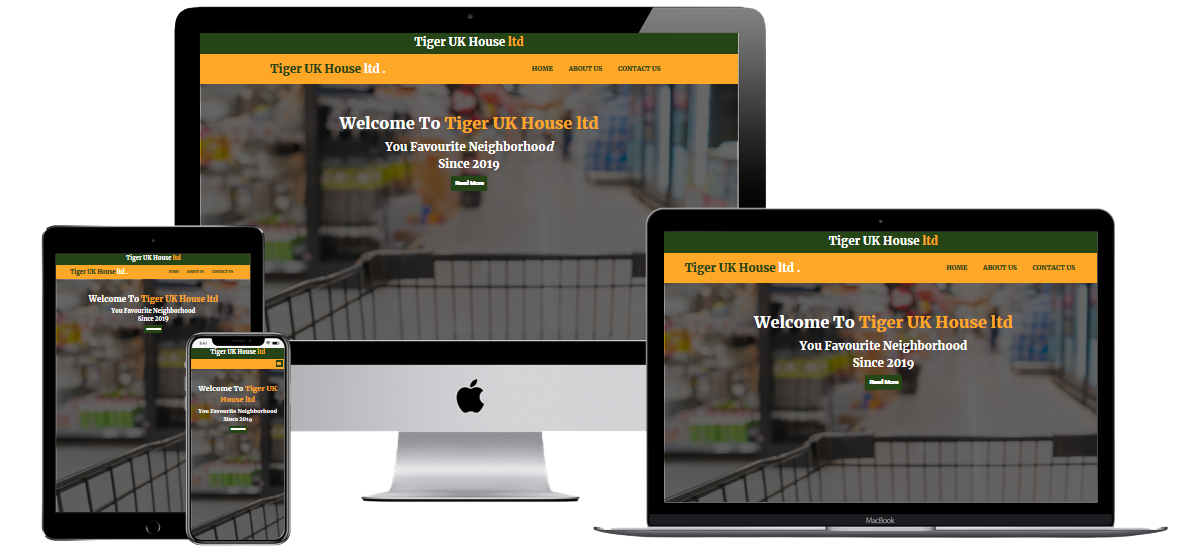 Tiger UK House ltd
Tiger UK House ltd .
HOME ABOUT US CONTACT US
Welcome To Tiger UK House ltd
You Favourite Neighborhood
Since 2019
Read More
Tiger UK House ltd
Tiger UK House ltd .
HOME ABOUT US CONTACT US
Welcome To Tiger UK House ltd
You Favourite Neighborhood
Since 2019
Tiger UK House ltd
Welcome To Tiger UK
House ltd
You Favourite Neighborhood
Since 2019
Tiger UK House ltd
Tiger UK House ltd .
HOME ABOUT US CONTACT US
Welcome To Tiger UK House ltd
You Favourite Neighborhood
Since 2019
Read More
MacBook